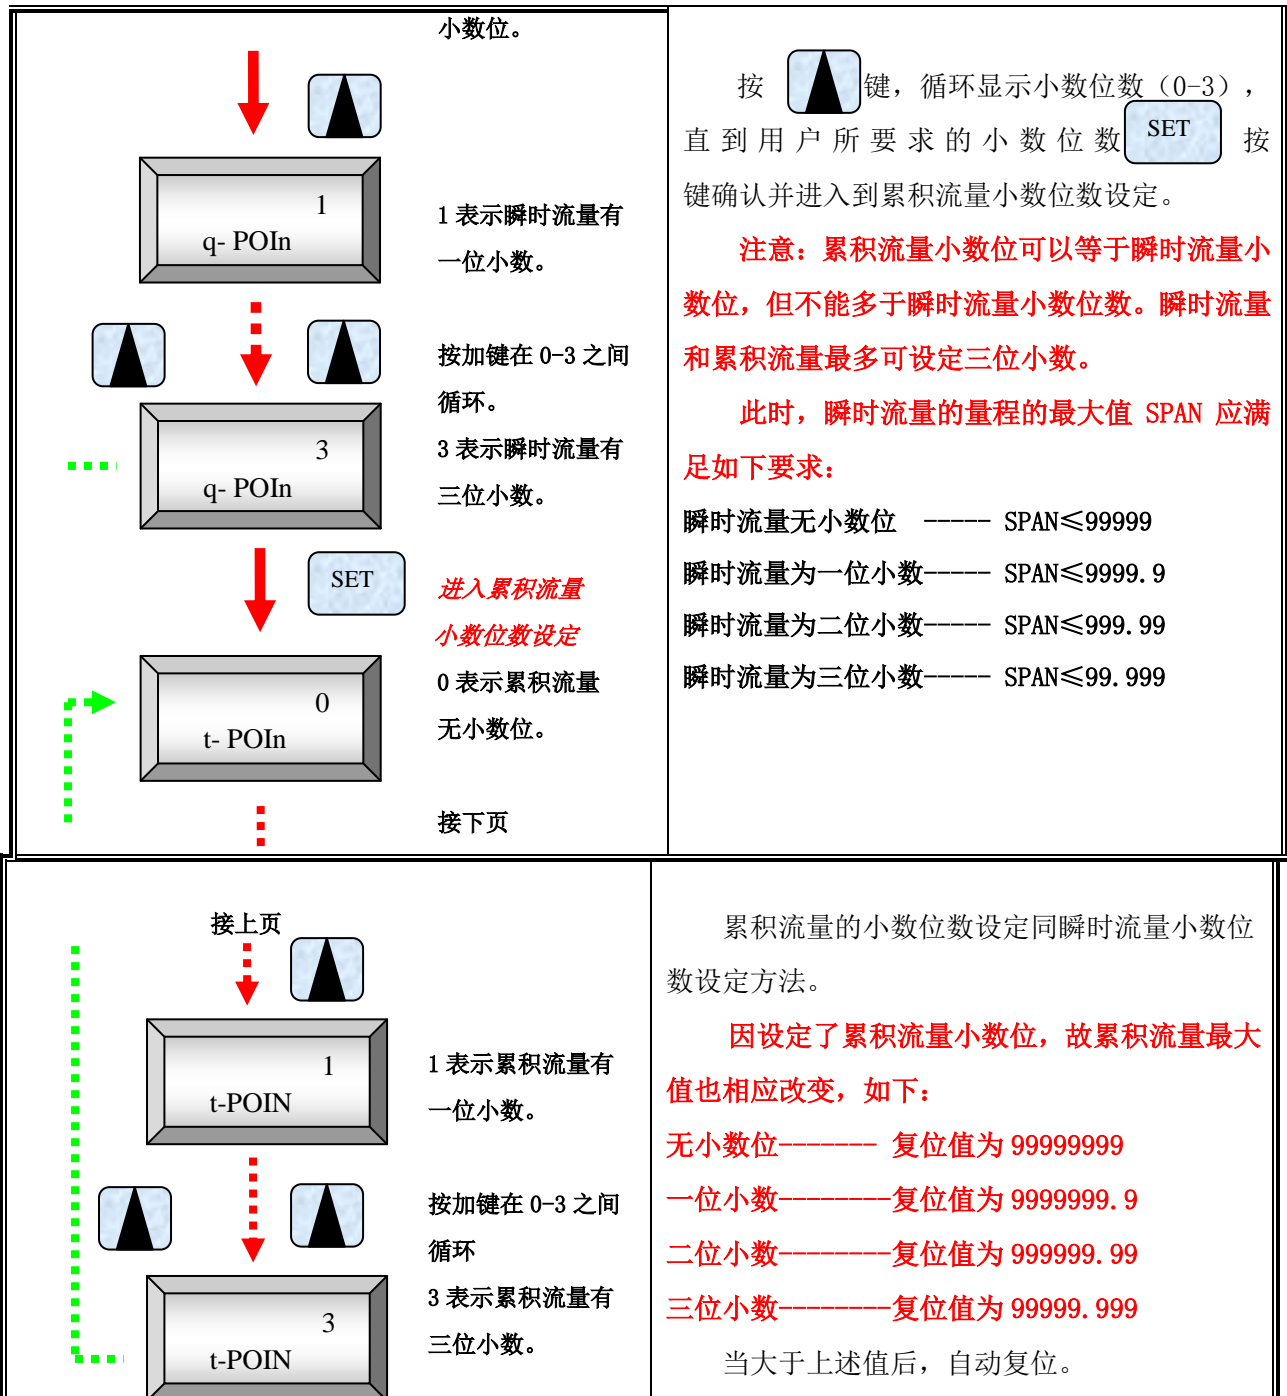 小数位。
1
q- POIn
1 表示瞬时流量有
一位小数。
按加键在 0-3 之间
循环。
3
q- POIn
3 表示瞬时流量有
三位小数。
SET
进入累积流量
小数位数设定
0 表示累积流量
无小数位。
0
t- POIn
接下页
按 键，循环显示小数位数（0-3），
直到用户所要求的小数位数 SET 按
键确认并进入到累积流量小数位数设定。
注意：累积流量小数位可以等于瞬时流量小
数位，但不能多于瞬时流量小数位数。瞬时流量
和累积流量最多可设定三位小数。
此时，瞬时流量的量程的最大值 SPAN 应满
足如下要求：
瞬时流量无小数位 ----- SPAN≤99999
瞬时流量为一位小数----- SPAN≤9999.9
瞬时流量为二位小数----- SPAN≤999.99
瞬时流量为三位小数----- SPAN≤99.999
接上页
1
t-POIN
1 表示累积流量有
一位小数。
按加键在 0-3 之间
循环
3 表示累积流量有
三位小数。
3
t-POIN
累积流量的小数位数设定同瞬时流量小数位
数设定方法。
因设定了累积流量小数位，故累积流量最大
值也相应改变，如下：
无小数位------- 复位值为 99999999
一位小数--------复位值为 9999999.9
二位小数--------复位值为 999999.99
三位小数--------复位值为 99999.999
当大于上述值后，自动复位。